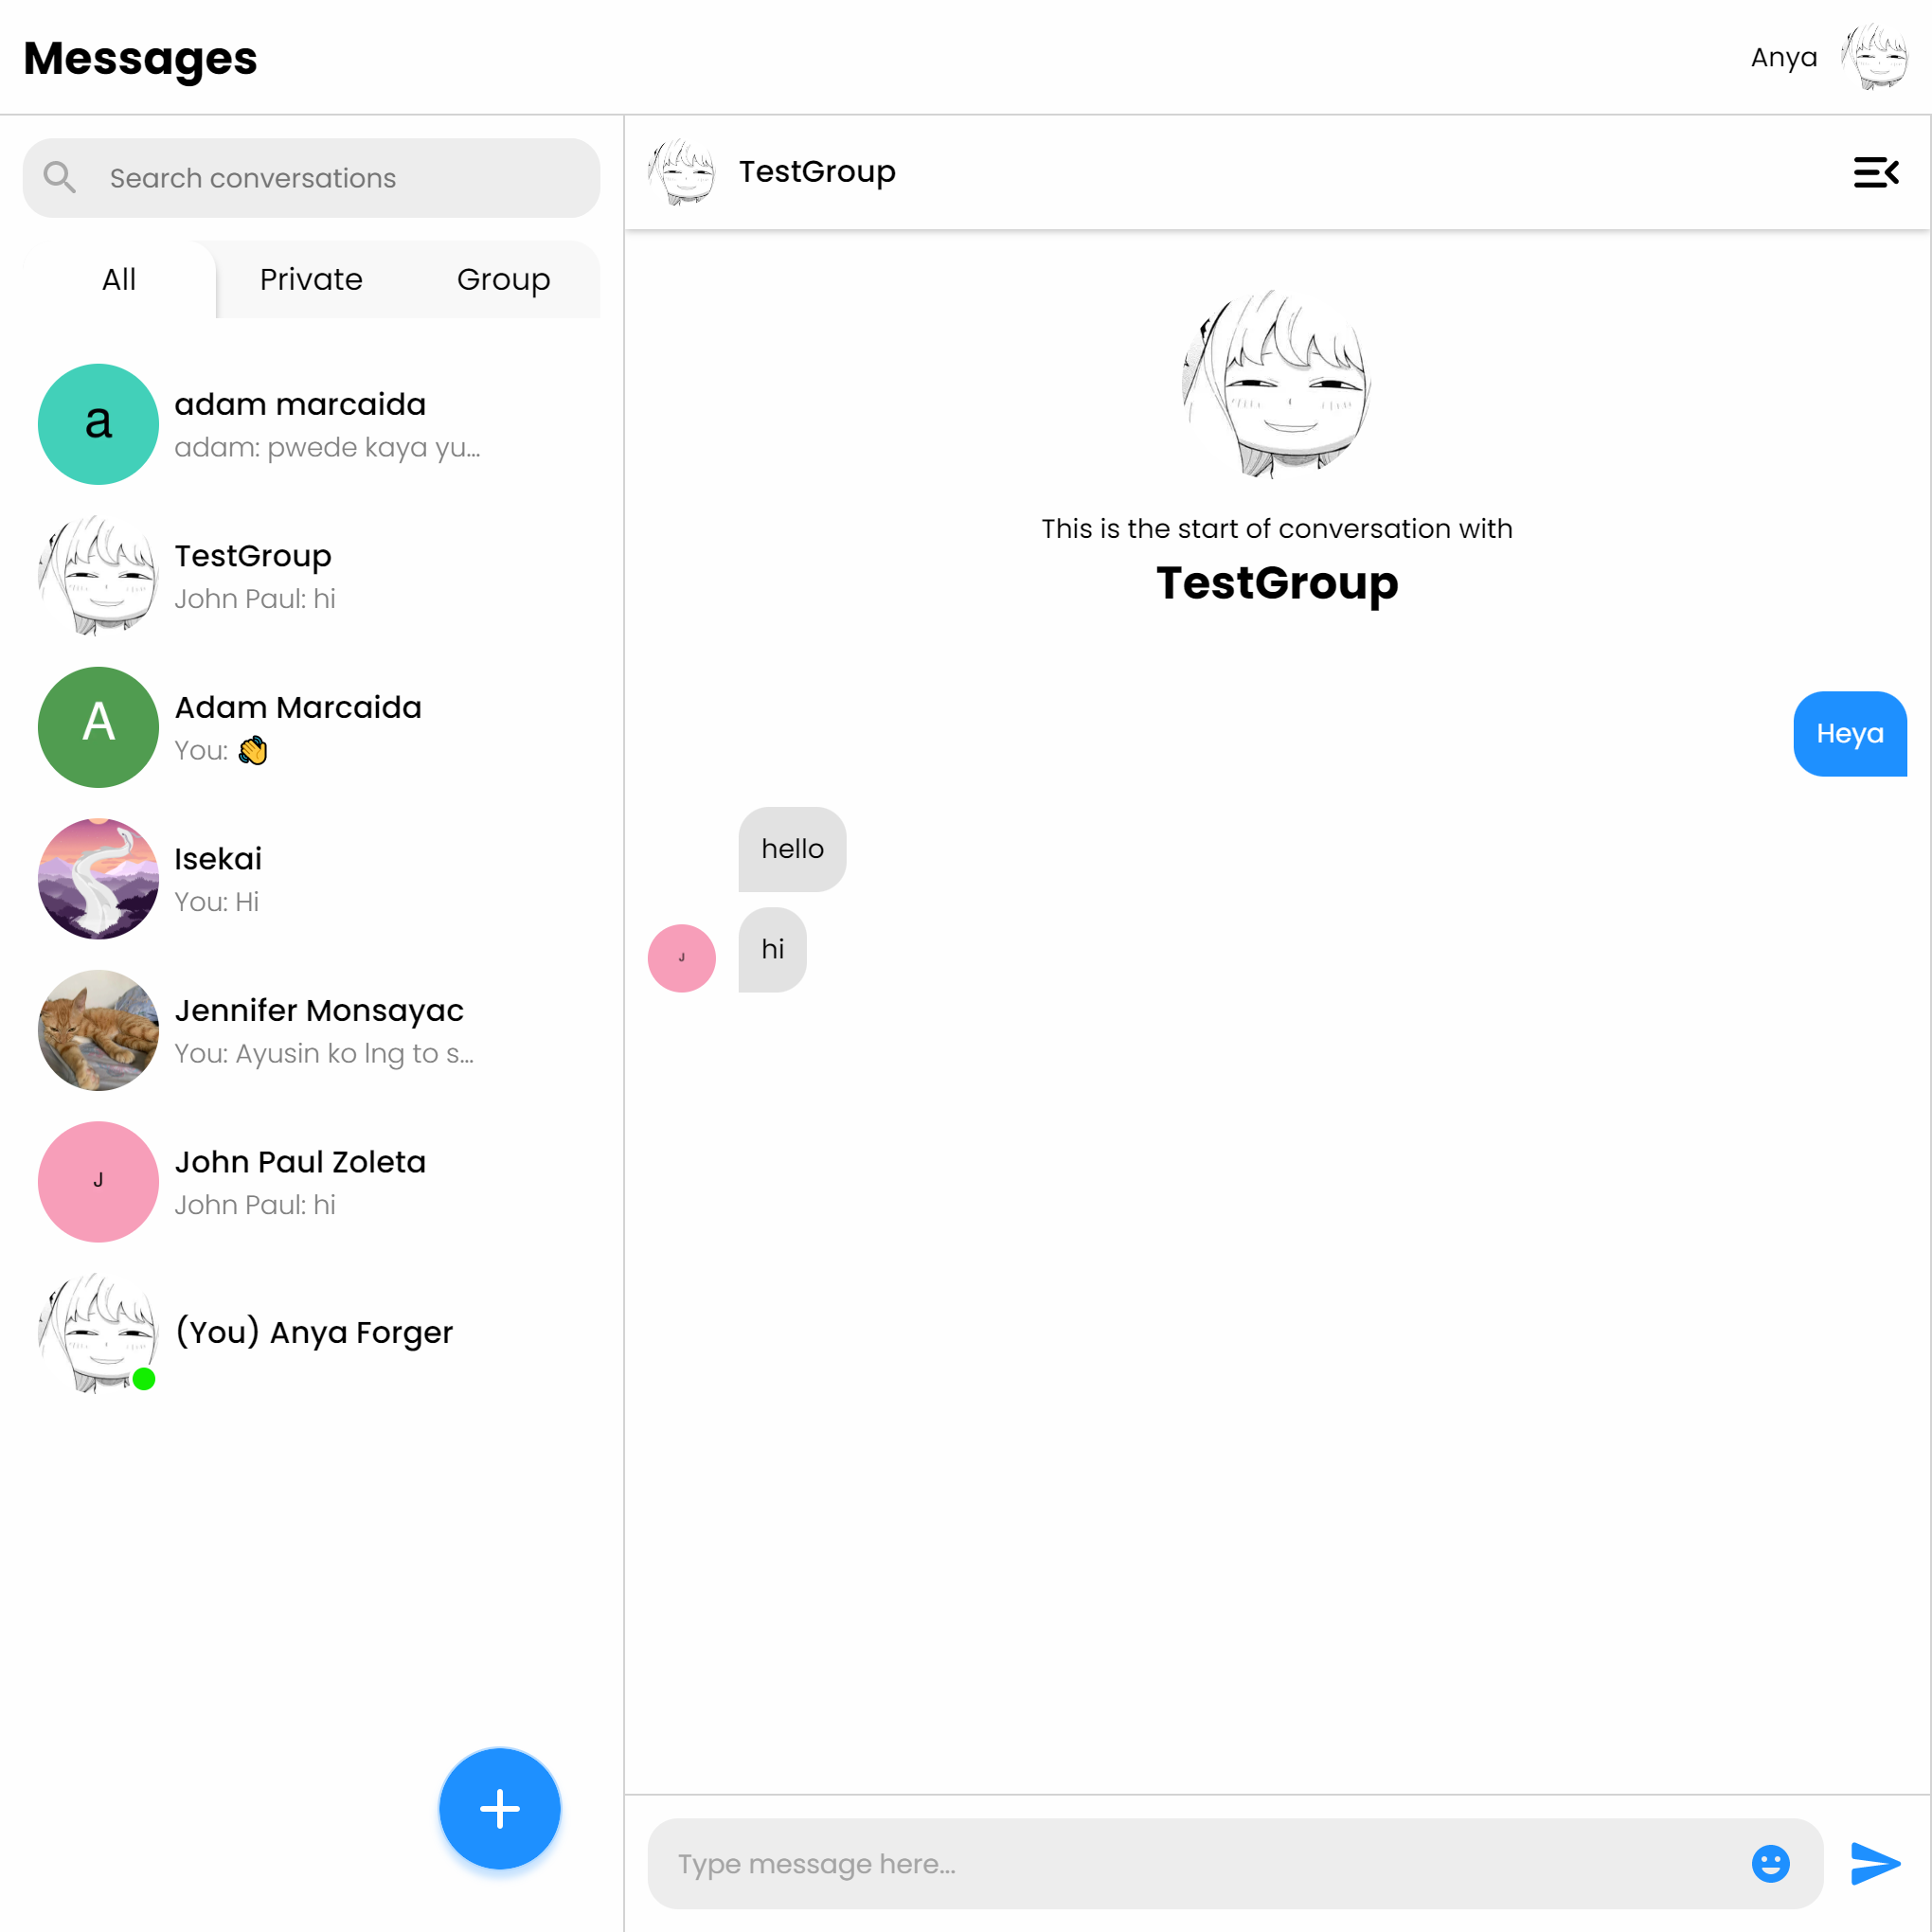 Messages
Anya
Search conversations
All
Private
Group
a
adam marcaida
adam: pwede kaya yu...
TestGroup
John Paul: hi
A
Adam Marcaida
You: 👋
Isekai
You: Hi
Jennifer Monsayac
You: Ayusin ko lng to s...
J
John Paul Zoleta
John Paul: hi
(You) Anya Forger
TestGroup
This is the start of conversation with
TestGroup
Heya
hello
J
hi
Type message here...